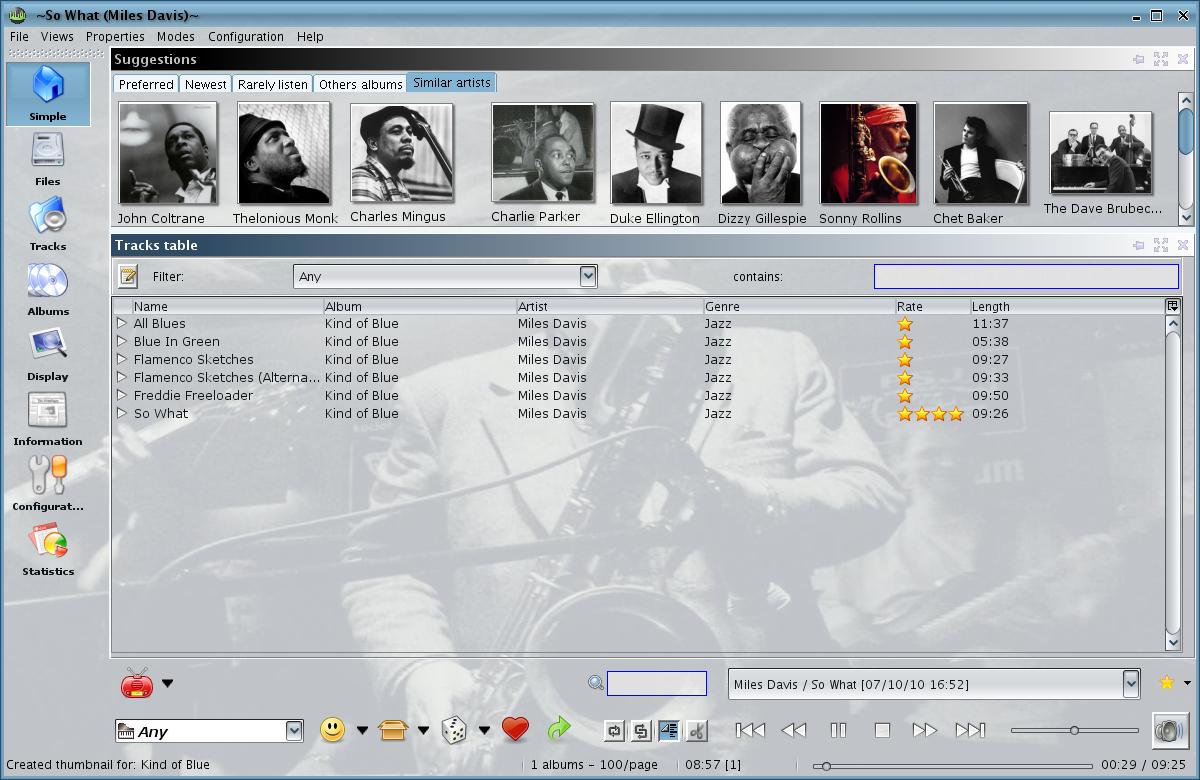 ~So What (Miles Davis)~
File Views Properties Modes Configuration Help
Simple
Files
Tracks
Albums
Display
Information
Configurat...
Statistics
Suggestions
Preferred Newest Rarely listen Others albums Similar artists
John Coltrane Thelonious Monk Charles Mingus Charlie Parker Duke Ellington Dizzy Gillespie Sonny Rollins Chet Baker The Dave Brubec...
Tracks table
Filter: Any contains:
Name Album Artist Genre Rate Length
All Blues Kind of Blue Miles Davis Jazz 11:37
Blue In Green Kind of Blue Miles Davis Jazz 05:38
Flamenco Sketches Kind of Blue Miles Davis Jazz 09:27
Flamenco Sketches (Alterna... Kind of Blue Miles Davis Jazz 09:33
Freddie Freeloader Kind of Blue Miles Davis Jazz 09:50
So What Kind of Blue Miles Davis Jazz 09:26
Miles Davis / So What [07/10/10 16:52]
Any
Created thumbnail for: Kind of Blue 1 albums - 100/page 08:57 [1] 00:29 / 09:25